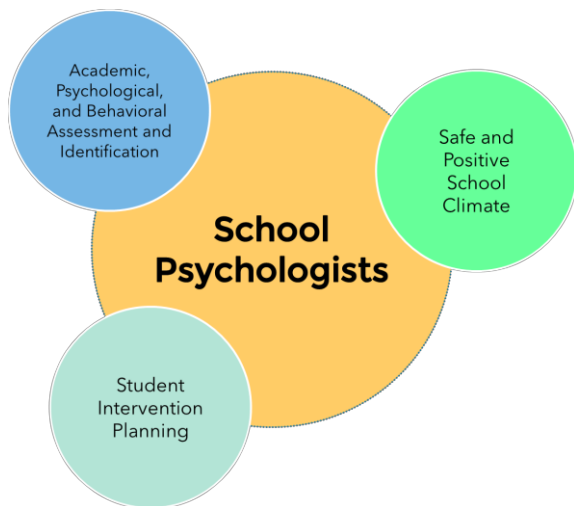 Academic,
Psychological,
and Behavioral
Assessment and
Identification
Safe and
Positive
School
Climate
School
Psychologists
Student
Intervention
Planning